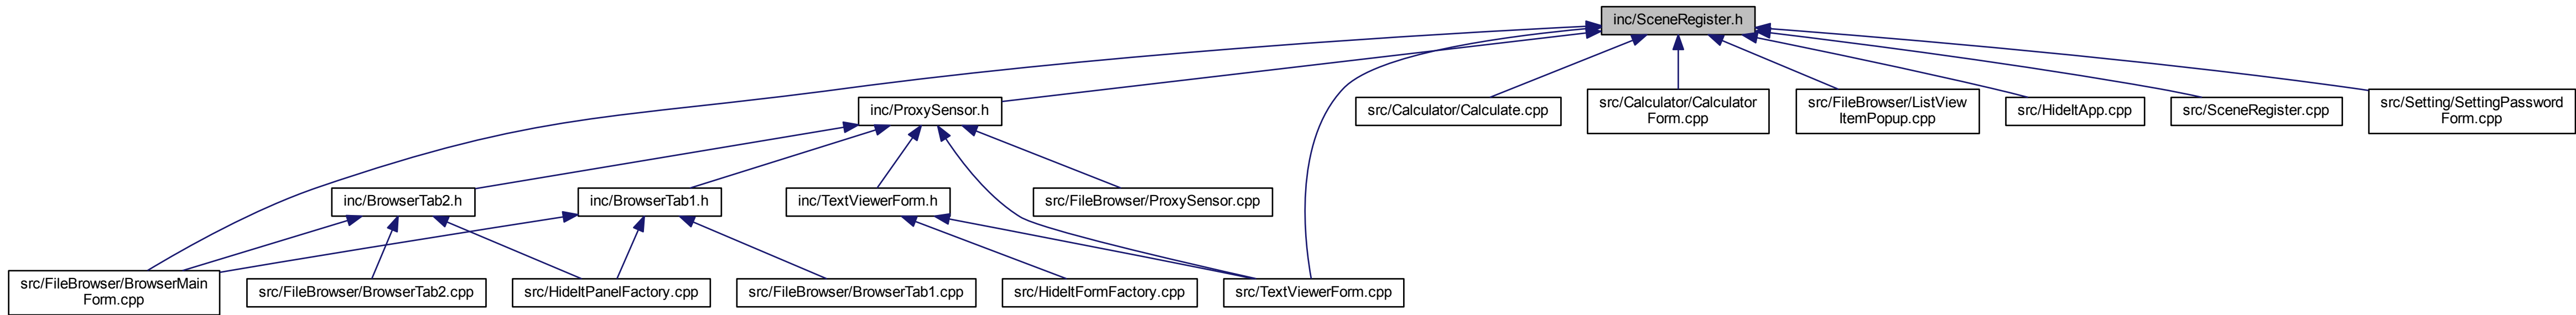 inc/SceneRegister.h
inc/ProxySensor.h
src/Calculator/Calculate.cpp
src/Calculator/Calculator
Form.cpp
src/FileBrowser/ListView
ItemPopup.cpp
src/HideItApp.cpp
src/SceneRegister.cpp
src/Setting/SettingPassword
Form.cpp
inc/BrowserTab2.h
inc/BrowserTab1.h
inc/TextViewerForm.h
src/FileBrowser/ProxySensor.cpp
src/FileBrowser/BrowserMain
Form.cpp
src/FileBrowser/BrowserTab2.cpp
src/HideItPanelFactory.cpp
src/FileBrowser/BrowserTab1.cpp
src/HideItFormFactory.cpp
src/TextViewerForm.cpp